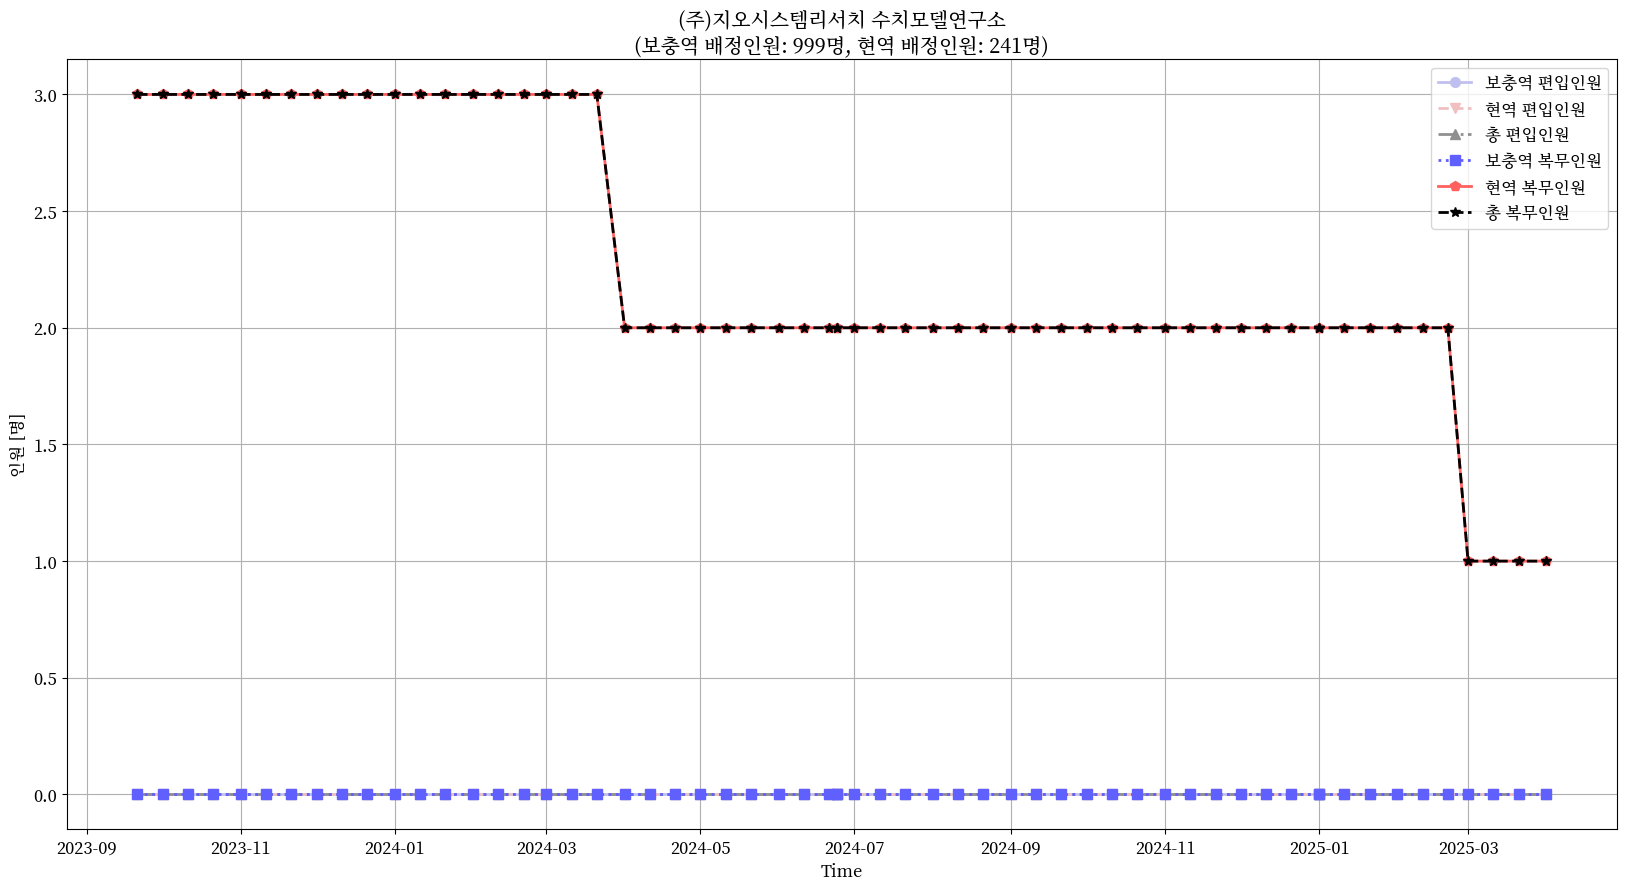 (주)지오시스템리서치 수치모델연구소
(보충역 배정인원: 999명, 현역 배정인원: 241명)
보충역 편입인원
현역 편입인원
총 편입인원
보충역 복무인원
현역 복무인원
총 복무인원
인원 [명]
3.0
2.5
2.0
1.5
1.0
0.5
0.0
2023-09
2023-11
2024-01
2024-03
2024-05
2024-07
2024-09
2024-11
2025-01
2025-03
Time